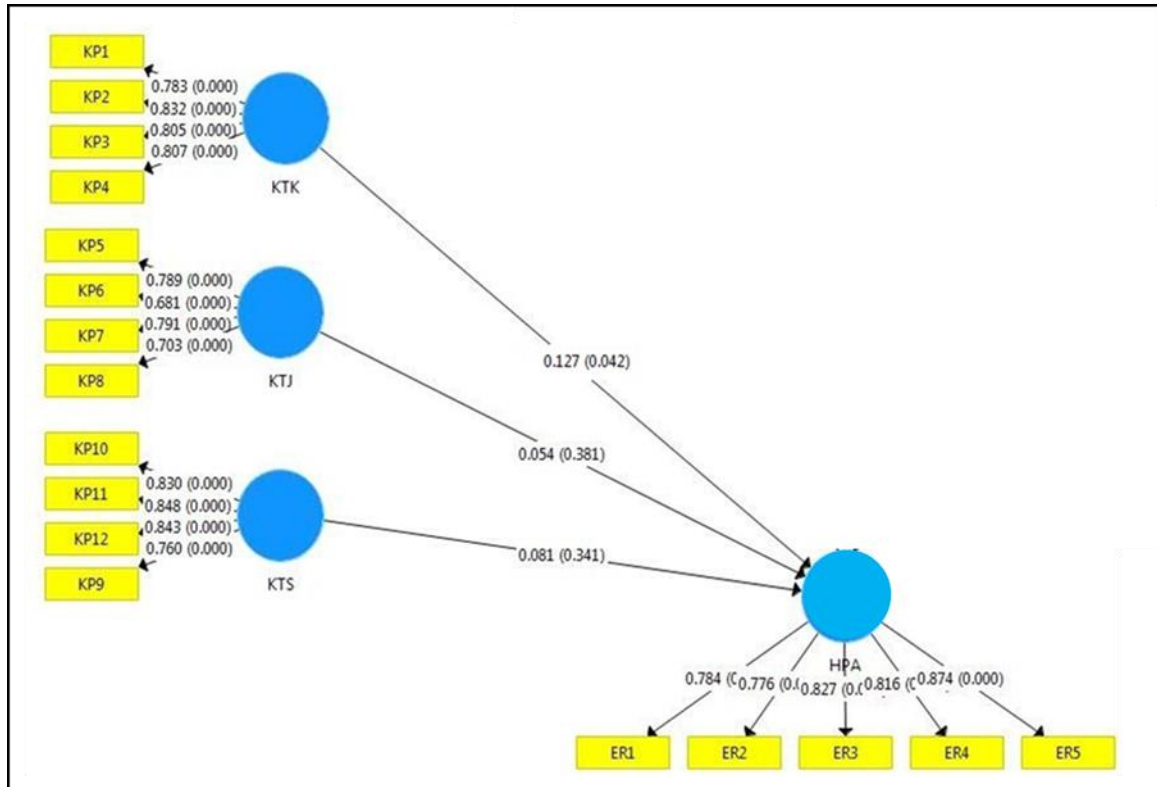 KP1
0.783 (0.000)
KP2
0.832 (0.000)
KP3
0.805 (0.000)
KP4
0.807 (0.000)
KTK
KP5
0.789 (0.000)
KP6
0.681 (0.000)
KP7
0.791 (0.000)
KP8
0.703 (0.000)
KTJ
KP10
0.830 (0.000)
KP11
0.848 (0.000)
KP12
0.843 (0.000)
KP9
0.760 (0.000)
KTS
0.127 (0.042)
0.054 (0.381)
0.081 (0.341)
HPA
0.784 0.776 0.827 0.816 0.874 (0.000)
ER1 ER2 ER3 ER4 ER5